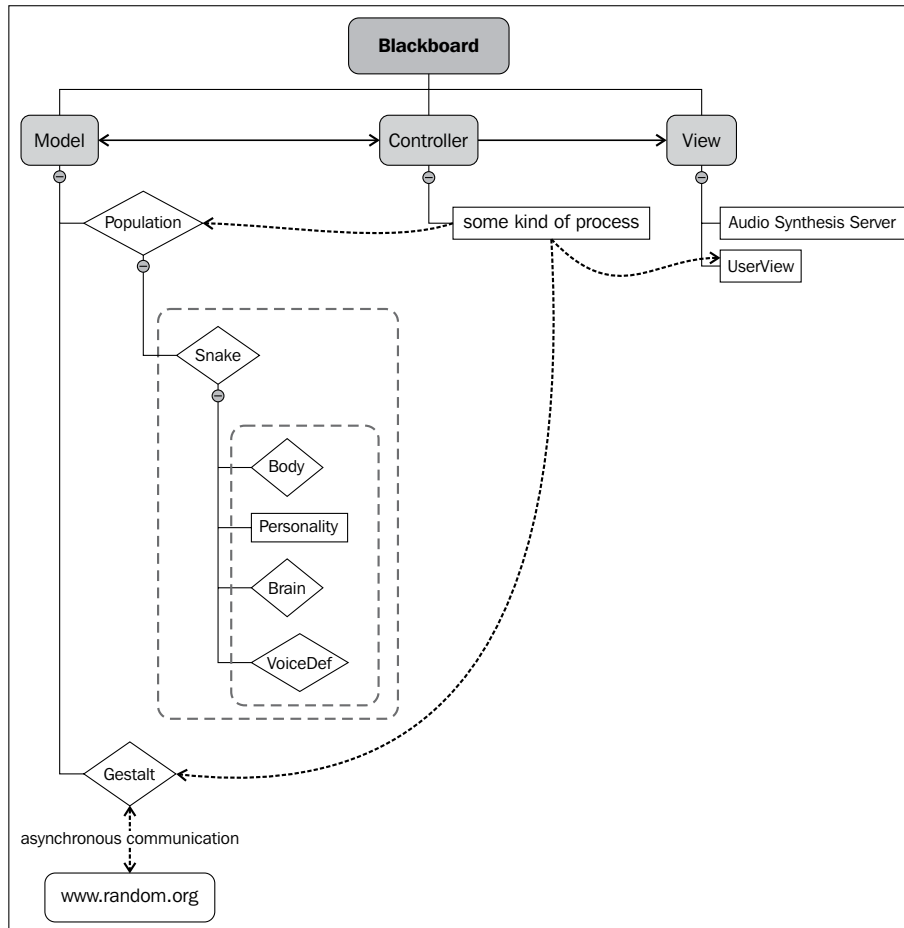 Blackboard
Model
Controller
View
Population
some kind of process
Audio Synthesis Server
UserView
Snake
Body
Personality
Brain
VoiceDef
Gestalt
asynchronous communication
www.random.org